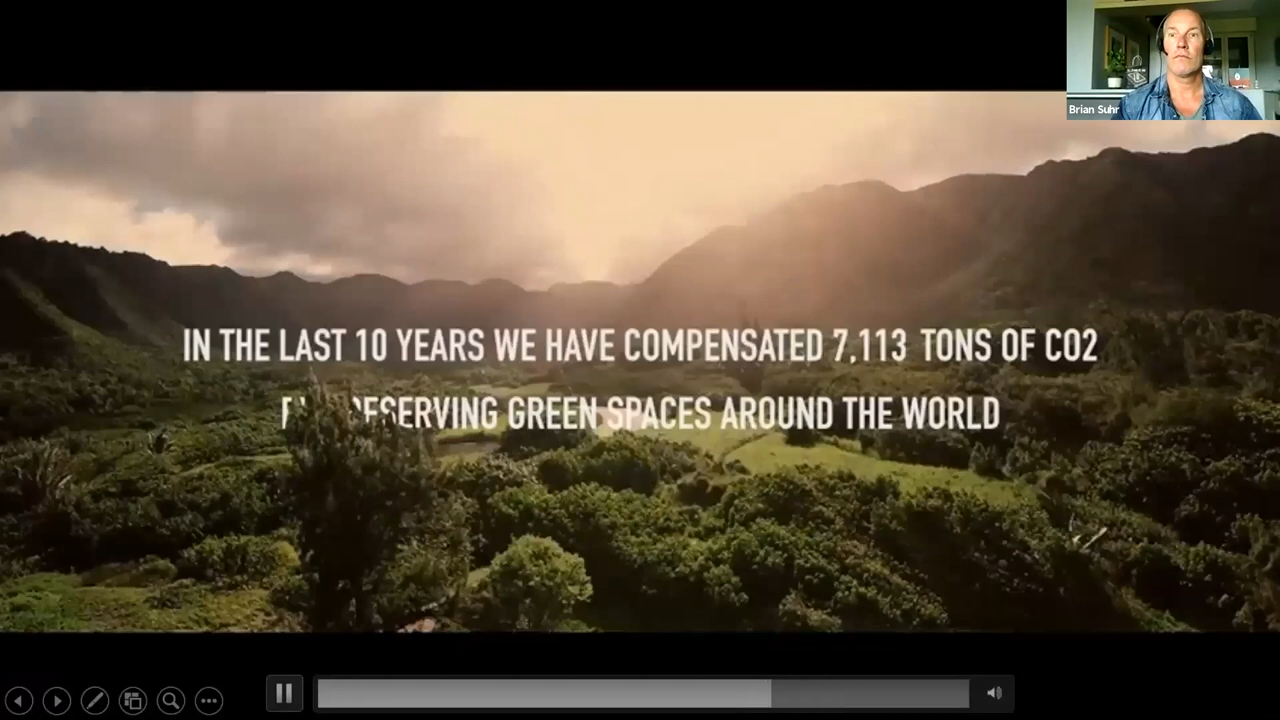 Brian Suhr
IN THE LAST 10 YEARS WE HAVE COMPENSATED 7,113 TONS OF CO2
GREEN SPACES AROUND THE WORLD